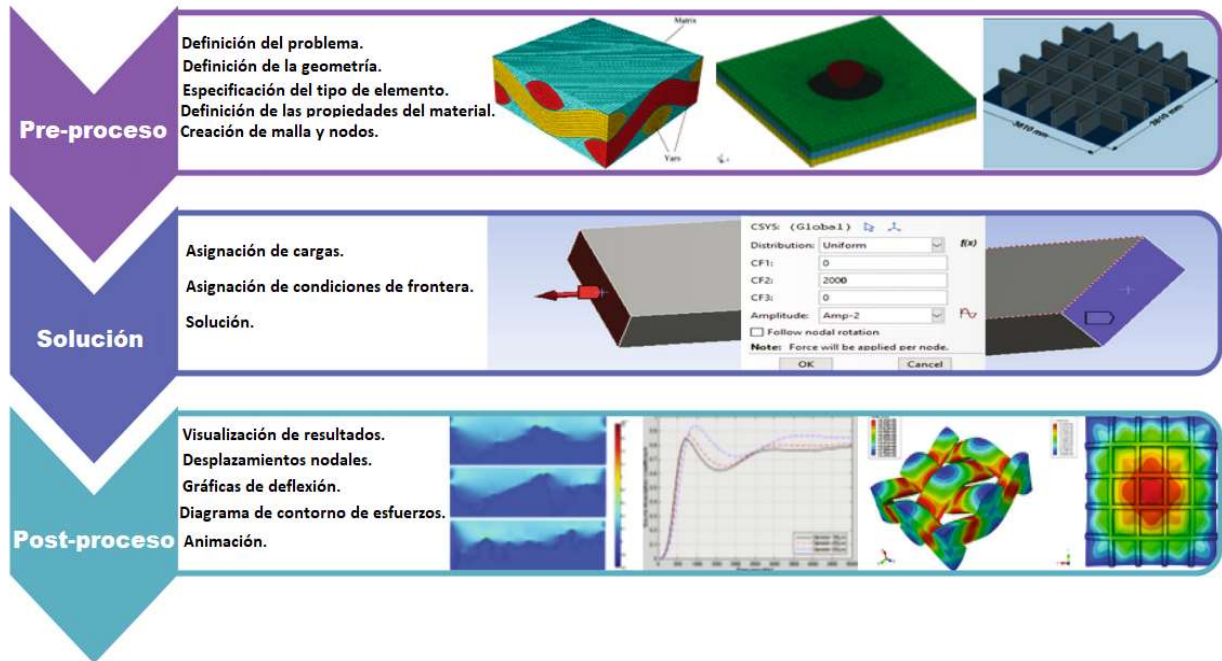 Pre-proceso
Definición del problema.
Definición de la geometría.
Especificación del tipo de elemento.
Definición de las propiedades del material.
Creación de malla y nodos.
Matrix
Yarn
3810 mm
3810 mm
Solución
Asignación de cargas.
Asignación de condiciones de frontera.
Solución.
CSYS: (Global)
Distribution: Uniform f(x)
CF1: 0
CF2: 2000
CF3: 0
Amplitude: Amp-2
Follow nodal rotation
Note: Force will be applied per node.
OK Cancel
Post-proceso
Visualización de resultados.
Desplazamientos nodales.
Gráficas de deflexión.
Diagrama de contorno de esfuerzos.
Animación.